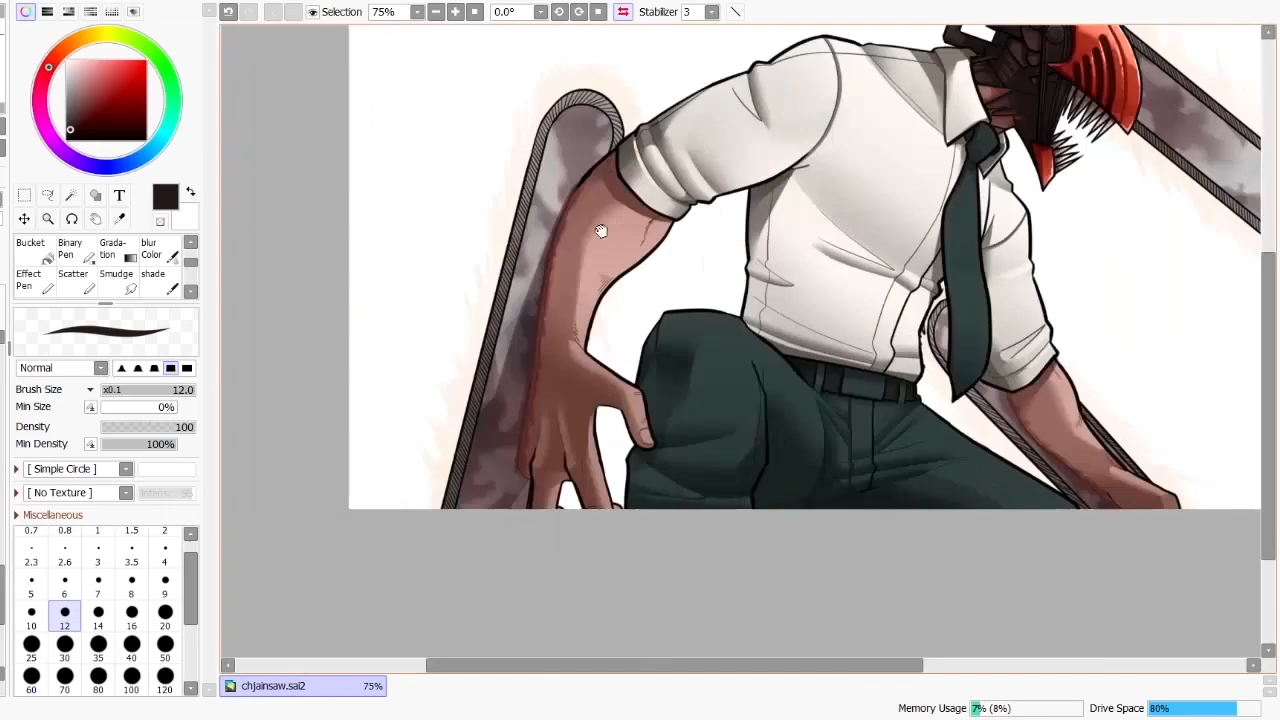 Selection 75% 0.0° Stabilizer 3
T
Bucket Binary Pen Grada-tion blur Color
Effect Pen Scatter Smudge shade
Normal
Brush Size x0.1 12.0
Min Size 0%
Density 100
Min Density 100%
[ Simple Circle ]
[ No Texture ]
Miscellaneous
0.7 0.8 1 1.5 2
2.3 2.6 3 3.5 4
5 6 7 8 9
10 12 14 16 20
25 30 35 40 50
60 70 80 100 120
chjainsaw.sai2 75%
Memory Usage 7% (8%) Drive Space 80%